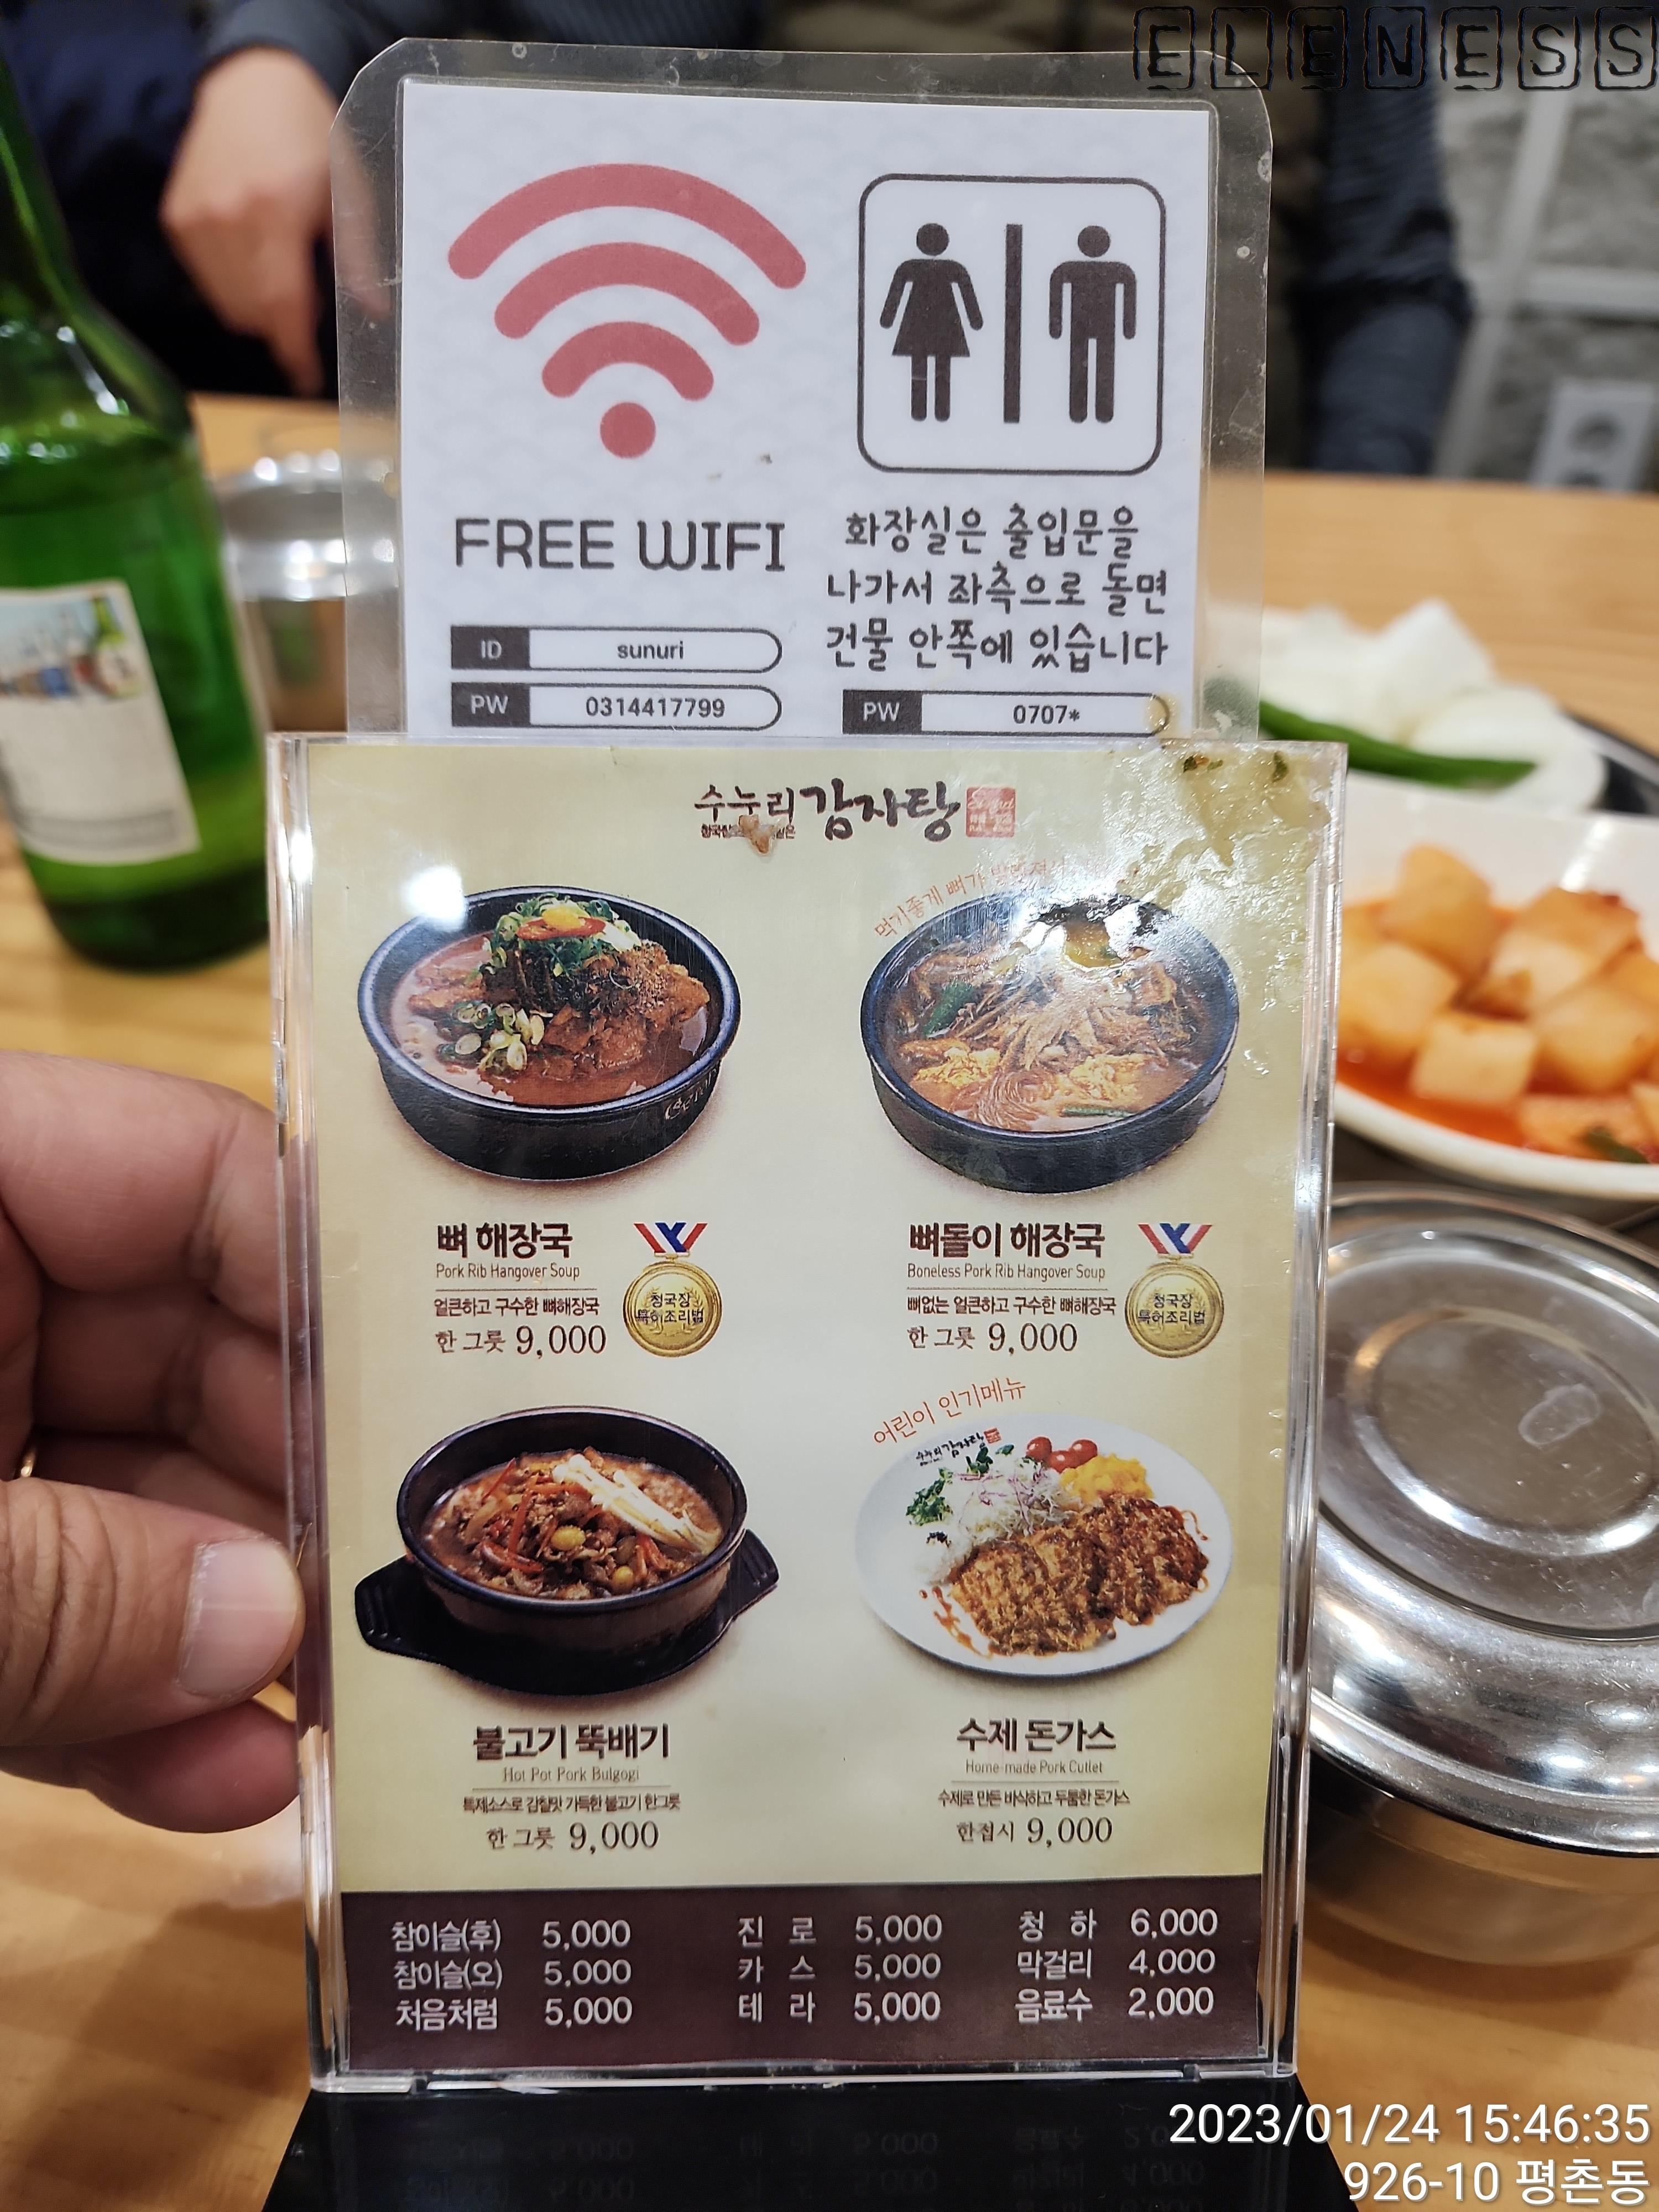 ELENESS
FREE WIFI
ID sunuri
PW 0314417799
화장실은 출입문을
나가서 좌측으로 돌면
건물 안쪽에 있습니다
PW 0707*
수누리감자탕
먹기좋게 뼈가
뼈 해장국
Pork Rib Hangover Soup
얼큰하고 구수한 뼈해장국
한 그릇 9,000
청국장
특허조리법
뼈돌이 해장국
Boneless Pork Rib Hangover Soup
뼈없는 얼큰하고 구수한 뼈해장국
한 그릇 9,000
청국장
특허조리법
어린이 인기메뉴
수누리감자탕
불고기 뚝배기
Hot Pot Pork Bulgogi
특제소스로 감칠맛 가득한 불고기 한그릇
한 그릇 9,000
수제 돈가스
Home-made Pork Cutlet
수제로 만든 바삭하고 두툼한 돈가스
한접시 9,000
참이슬(후) 5,000 진 로 5,000 청 하 6,000
참이슬(오) 5,000 카 스 5,000 막걸리 4,000
처음처럼 5,000 테 라 5,000 음료수 2,000
2023/01/24 15:46:35
926-10 평촌동